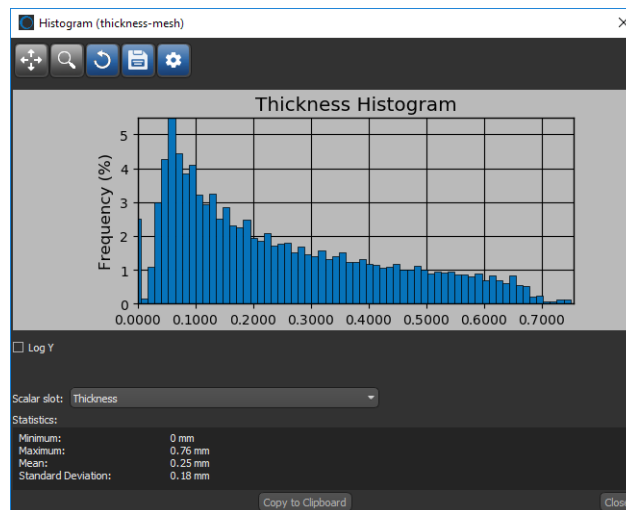 Histogram (thickness-mesh)
Thickness Histogram
Frequency (%)
5
4
3
2
1
0
0.0000 0.1000 0.2000 0.3000 0.4000 0.5000 0.6000 0.7000
Log Y
Scalar slot: Thickness
Statistics:
Minimum: 0 mm
Maximum: 0.76 mm
Mean: 0.25 mm
Standard Deviation: 0.18 mm
Copy to Clipboard Close